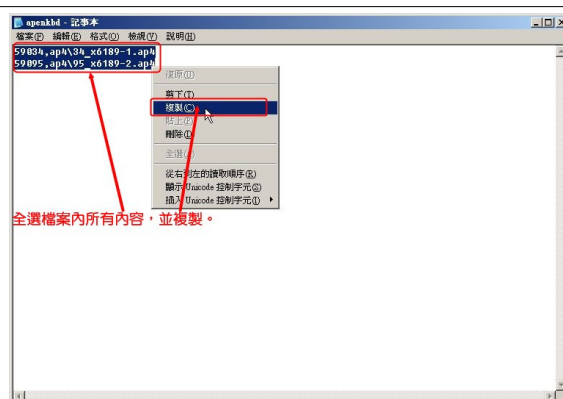 apenkbd - 記事本
檔案(F) 編輯(E) 格式(O) 檢視(V) 說明(H)
59034,ap4\34_x6189-1.ap4
59095,ap4\95_x6189-2.ap4
復原(U)
剪下(T)
複製(C)
貼上(P)
刪除(D)
全選(A)
從右到左的讀取順序(R)
顯示 Unicode 控制字元(S)
插入 Unicode 控制字元(I)
全選檔案內所有內容，並複製。